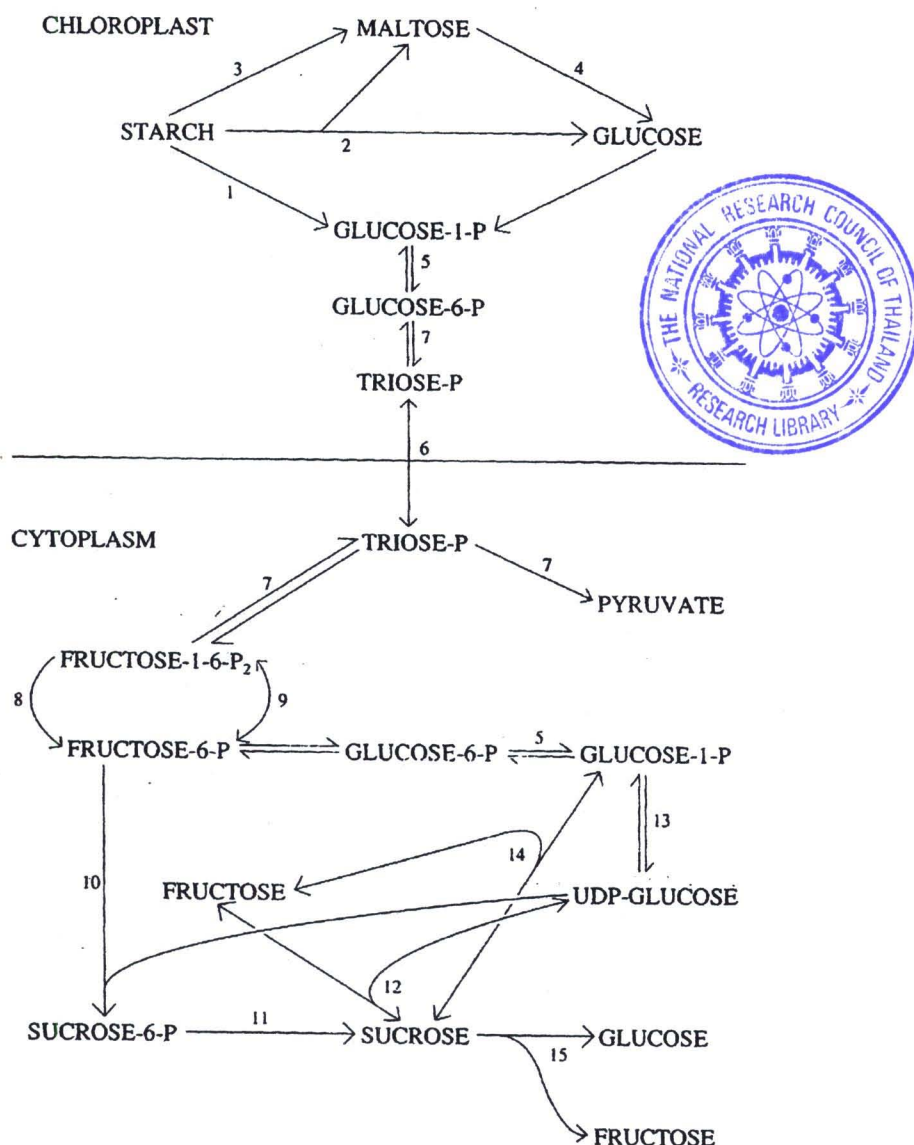 CHLOROPLAST
MALTOSE
3
4
STARCH
2
GLUCOSE
1
GLUCOSE-1-P
5
GLUCOSE-6-P
7
TRIOSE-P
6
THE NATIONAL RESEARCH COUNCIL OF THAILAND
RESEARCH LIBRARY
CYTOPLASM
TRIOSE-P
7
7
PYRUVATE
FRUCTOSE-1-6-P₂
8
9
FRUCTOSE-6-P
GLUCOSE-6-P
5
GLUCOSE-1-P
13
14
10
FRUCTOSE
UDP-GLUCOSE
12
SUCROSE-6-P
11
SUCROSE
GLUCOSE
15
FRUCTOSE